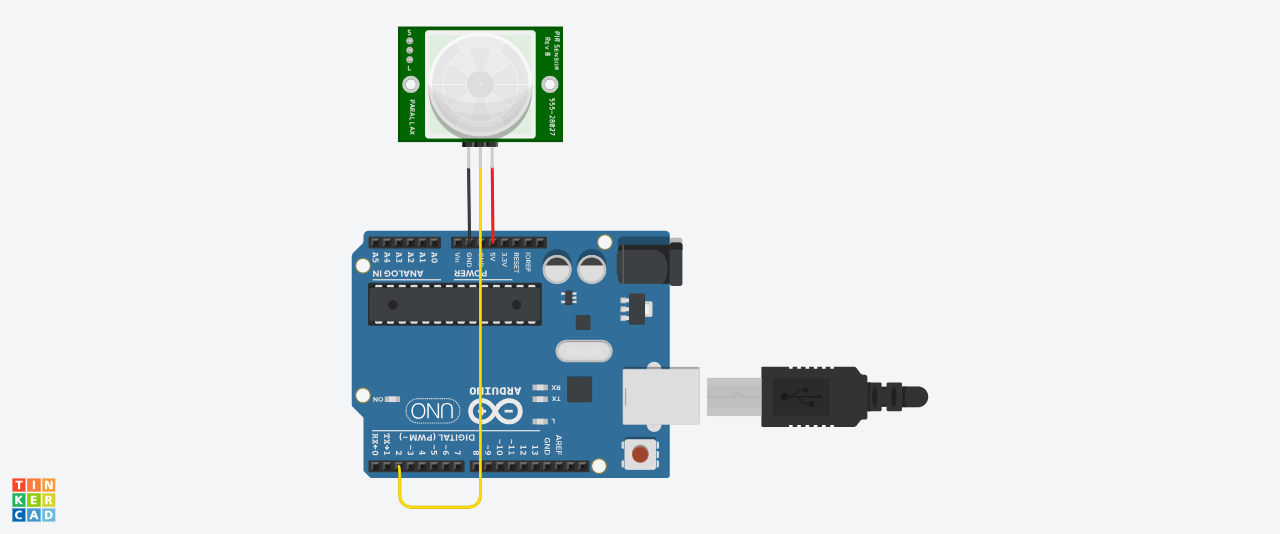 S
L
PARALLAX
PIR SENSOR
REV B
555-28027
A5
A4
A3
A2
A1
A0
Vin
GND
GND
5V
3.3V
RESET
IOREF
ANALOG IN
POWER
ARDUINO
UNO
ON
RX
TX
L
DIGITAL (PWM ~)
RX←0
TX→1
2
~3
4
~5
~6
7
8
~9
~10
~11
12
13
GND
AREF
TIN
KER
CAD